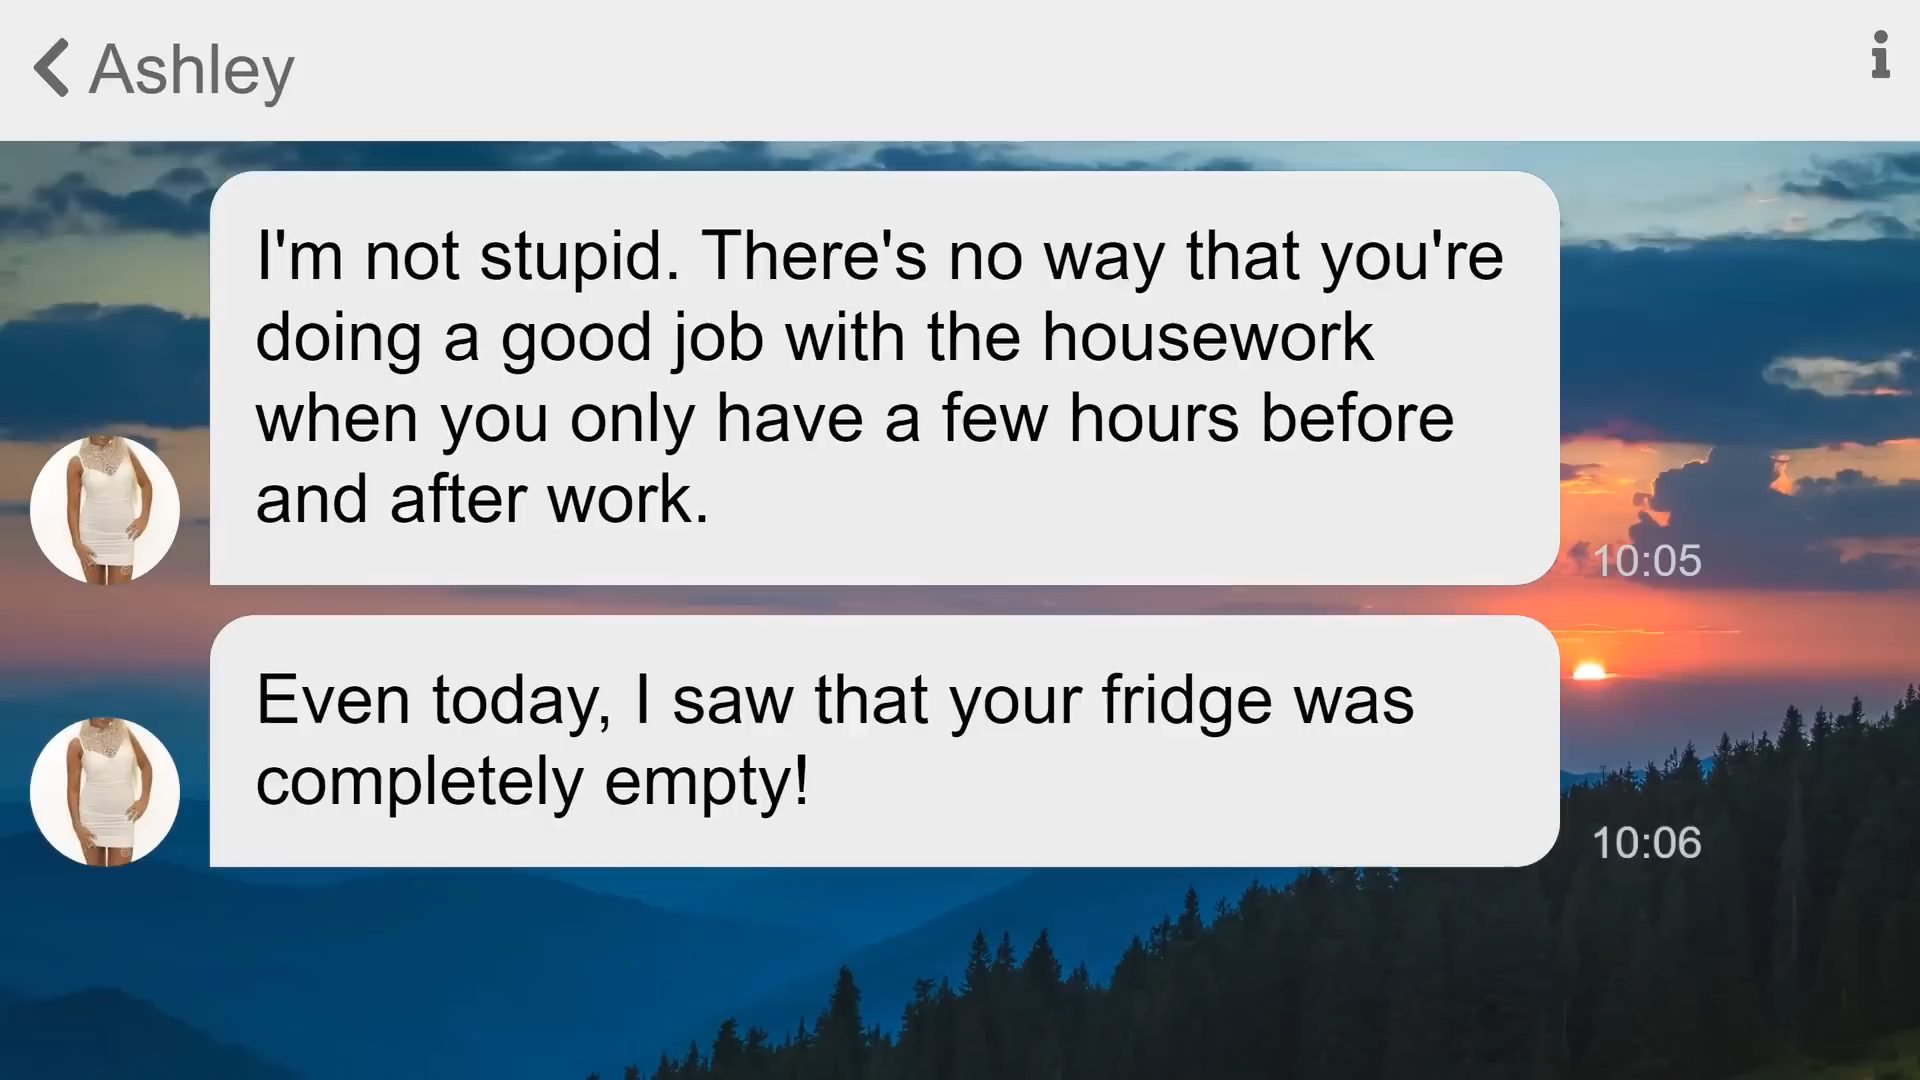 Ashley
I'm not stupid. There's no way that you're
doing a good job with the housework
when you only have a few hours before
and after work.
10:05
Even today, I saw that your fridge was
completely empty!
10:06